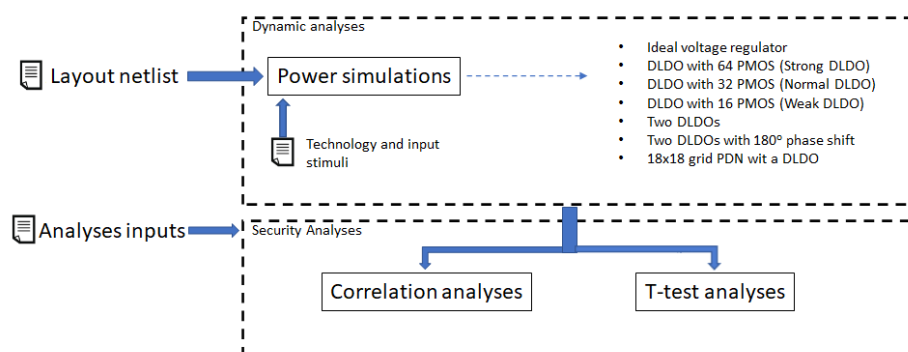 Dynamic analyses
Layout netlist
Power simulations
Technology and input
stimuli
• Ideal voltage regulator
• DLDO with 64 PMOS (Strong DLDO)
• DLDO with 32 PMOS (Normal DLDO)
• DLDO with 16 PMOS (Weak DLDO)
• Two DLDOs
• Two DLDOs with 180° phase shift
• 18x18 grid PDN wit a DLDO
Analyses inputs
Security Analyses
Correlation analyses
T-test analyses